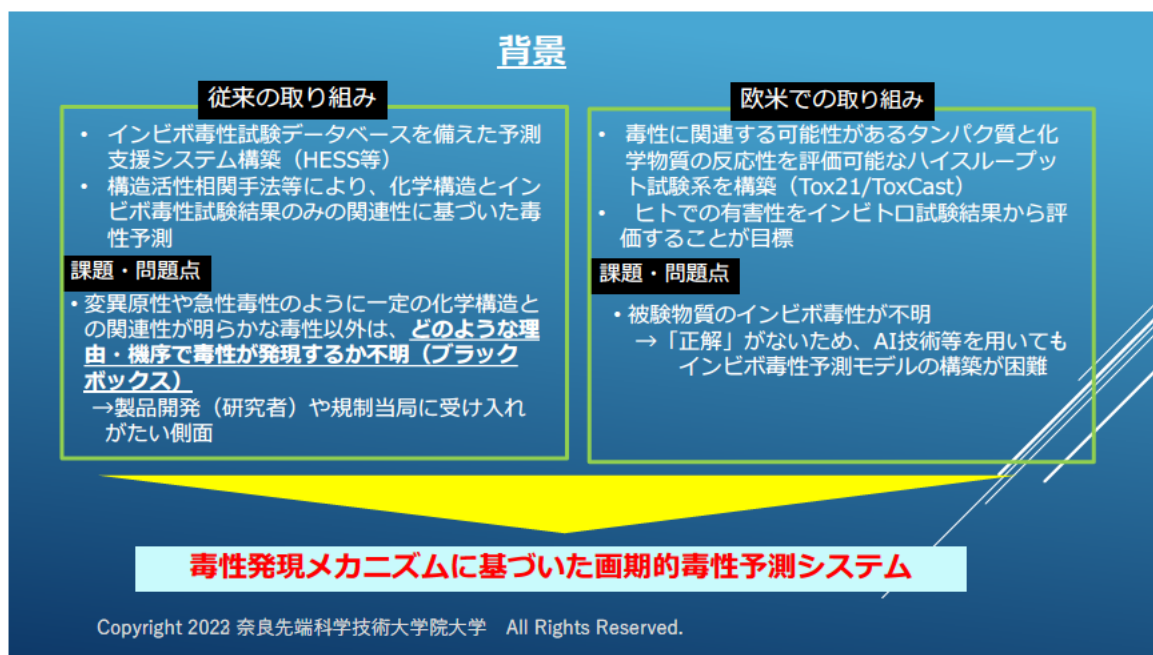 背景
従来の取り組み
• インビボ毒性試験データベースを備えた予測
支援システム構築（HESS等）
• 構造活性相関手法等により、化学構造とイン
ビボ毒性試験結果のみの関連性に基づいた毒
性予測
課題・問題点
・変異原性や急性毒性のように一定の化学構造と
の関連性が明らかな毒性以外は、どのような理
由・機序で毒性が発現するか不明（ブラック
ボックス）
→製品開発（研究者）や規制当局に受け入れ
がたい側面
欧米での取り組み
• 毒性に関連する可能性があるタンパク質と化
学物質の反応性を評価可能なハイスループッ
ト試験系を構築（Tox21/ToxCast）
• ヒトでの有害性をインビトロ試験結果から評
価することが目標
課題・問題点
・被験物質のインビボ毒性が不明
→「正解」がないため、AI技術等を用いても
インビボ毒性予測モデルの構築が困難
毒性発現メカニズムに基づいた画期的毒性予測システム
Copyright 2023 奈良先端科学技術大学院大学　All Rights Reserved.